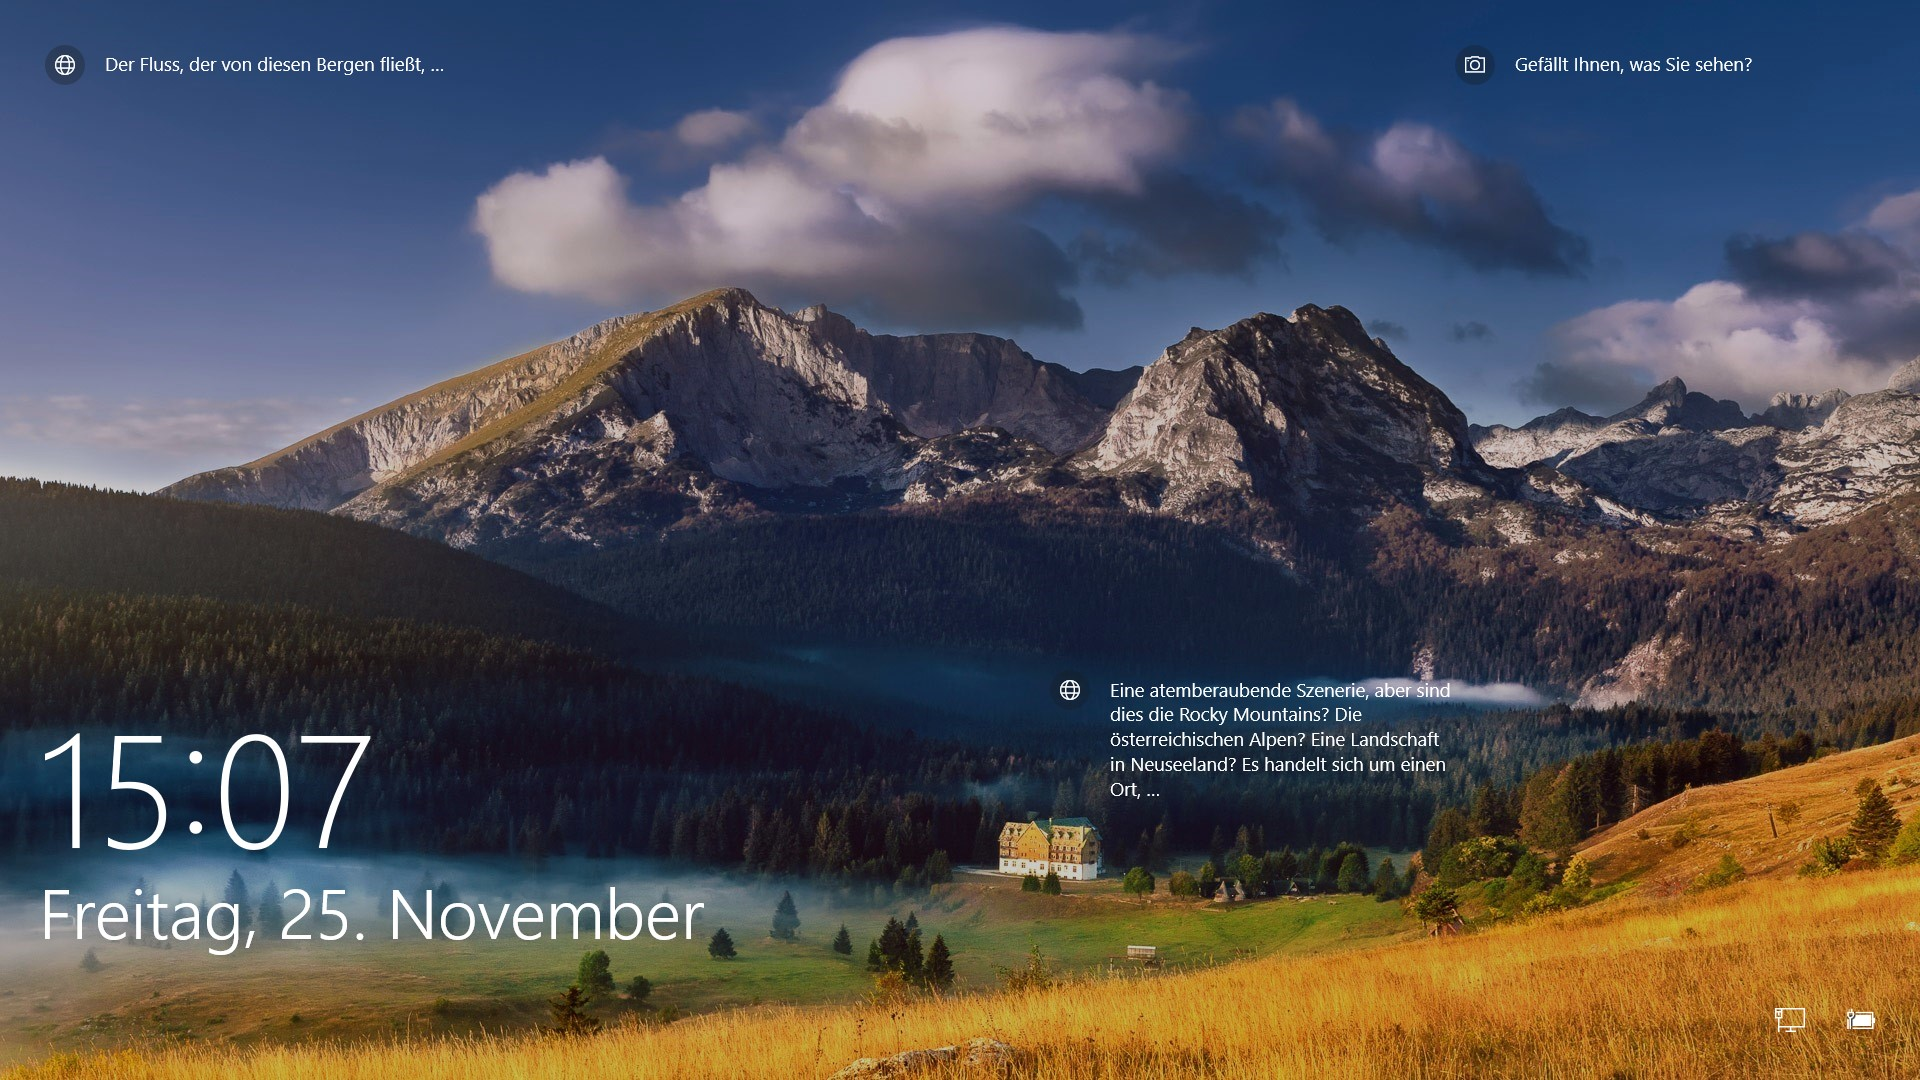 Der Fluss, der von diesen Bergen fließt, ...
Gefällt Ihnen, was Sie sehen?
Eine atemberaubende Szenerie, aber sind
dies die Rocky Mountains? Die
österreichischen Alpen? Eine Landschaft
in Neuseeland? Es handelt sich um einen
Ort, ...
15:07
Freitag, 25. November